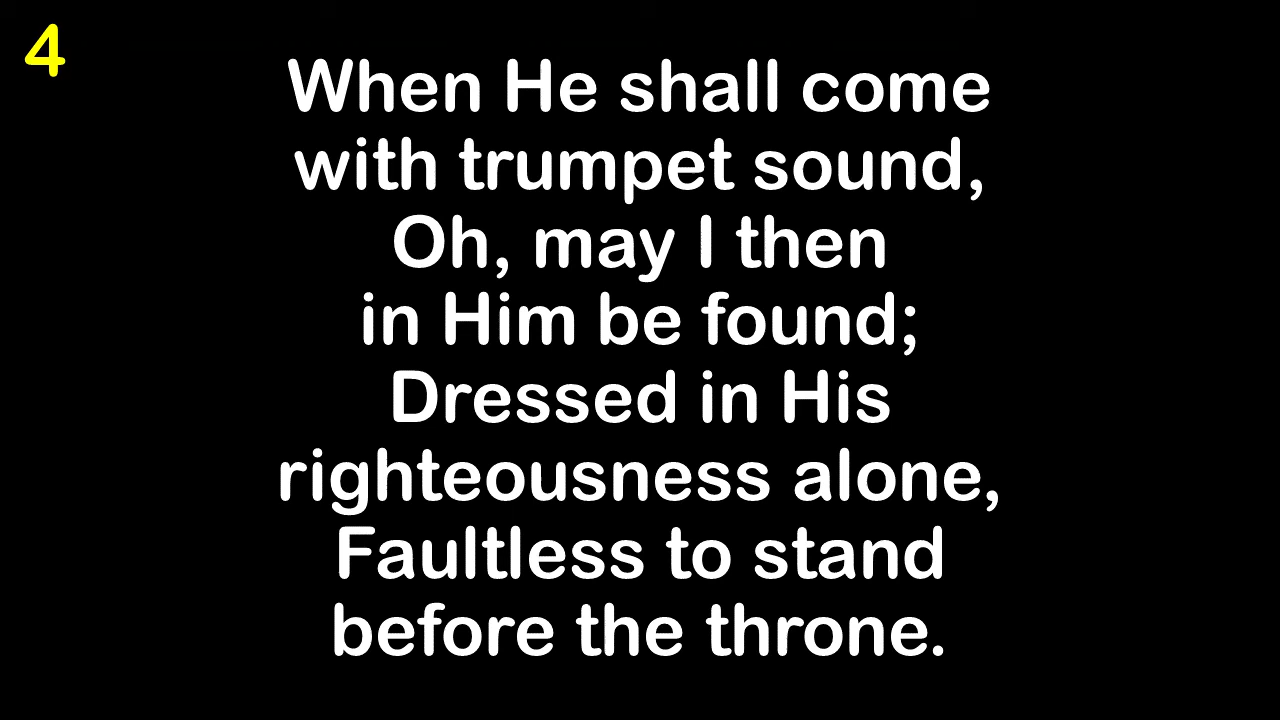 4
When He shall come
with trumpet sound,
Oh, may I then
in Him be found;
Dressed in His
righteousness alone,
Faultless to stand
before the throne.